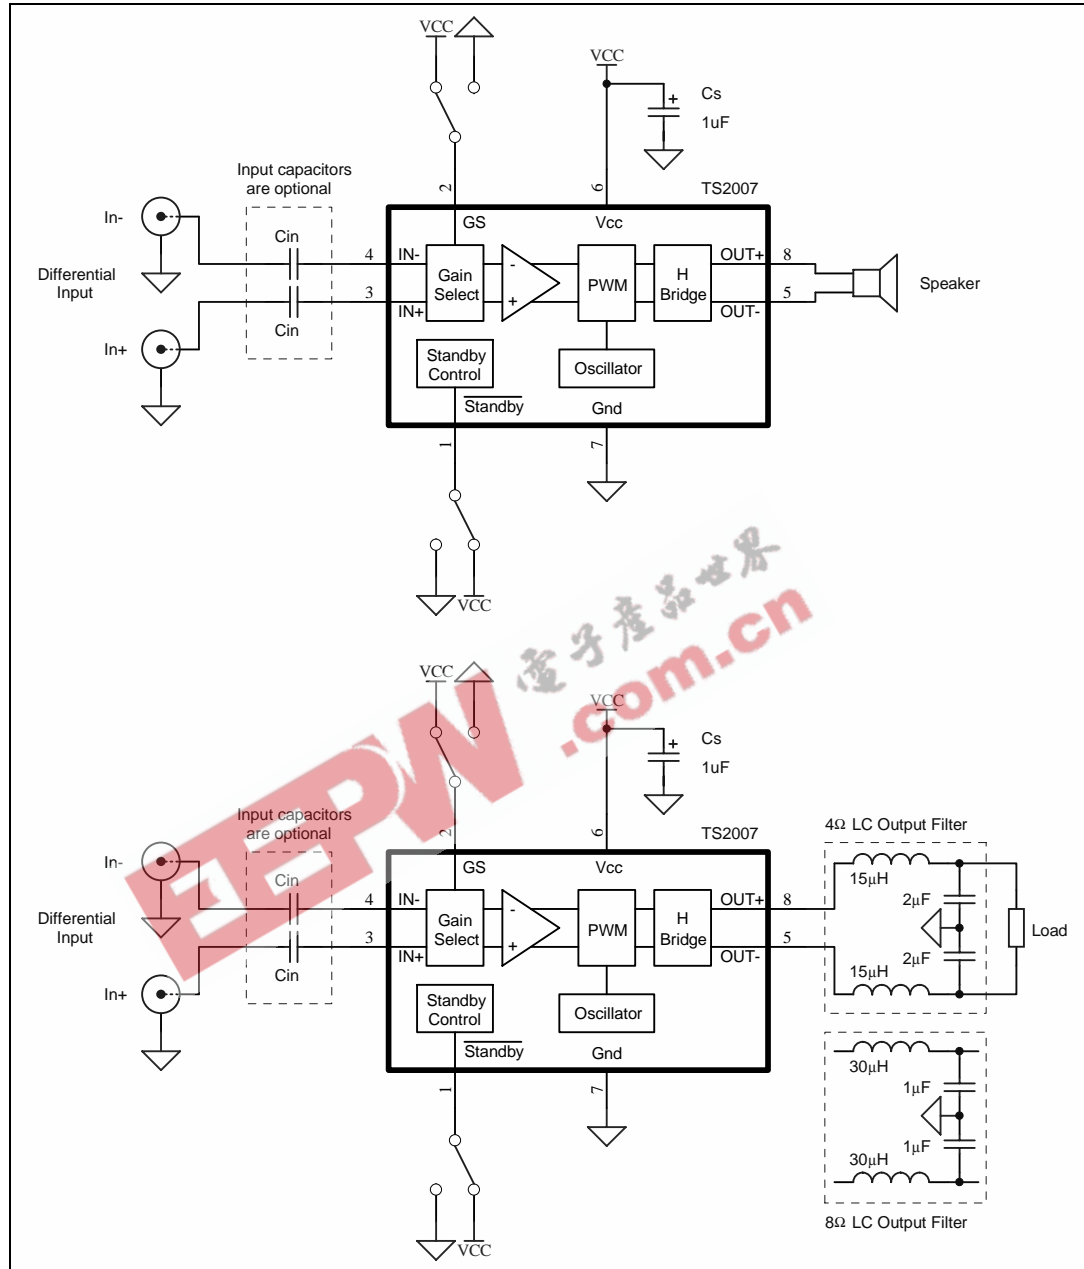 VCC
VCC
Cs
1uF
Input capacitors
are optional
2
6
TS2007
In-
Cin
GS
Vcc
4
IN-
Gain
Select
-
+
PWM
H
Bridge
OUT+
8
Differential
Input
3
IN+
OUT-
5
Speaker
Cin
In+
Standby
Control
Oscillator
Standby
Gnd
1
7
VCC
電子產品世界
.com.cn
EEPW
VCC
VCC
Cs
1uF
Input capacitors
are optional
2
6
TS2007
4Ω LC Output Filter
In-
Cin
GS
Vcc
15μH
4
IN-
Gain
Select
-
+
PWM
H
Bridge
OUT+
8
2μF
Differential
Input
3
IN+
OUT-
5
2μF
Load
Cin
15μH
In+
Standby
Control
Oscillator
Standby
Gnd
1
7
30μH
1μF
1μF
30μH
VCC
8Ω LC Output Filter